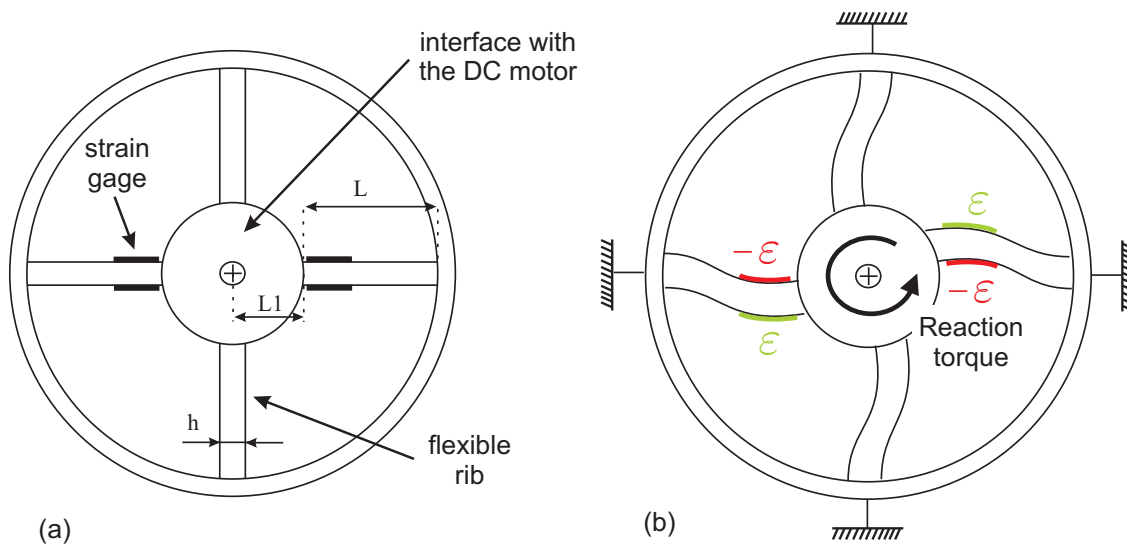 interface with
the DC motor
strain
gage
L
L1
h
flexible
rib
(a)
ε
-ε
-ε
ε
Reaction
torque
(b)